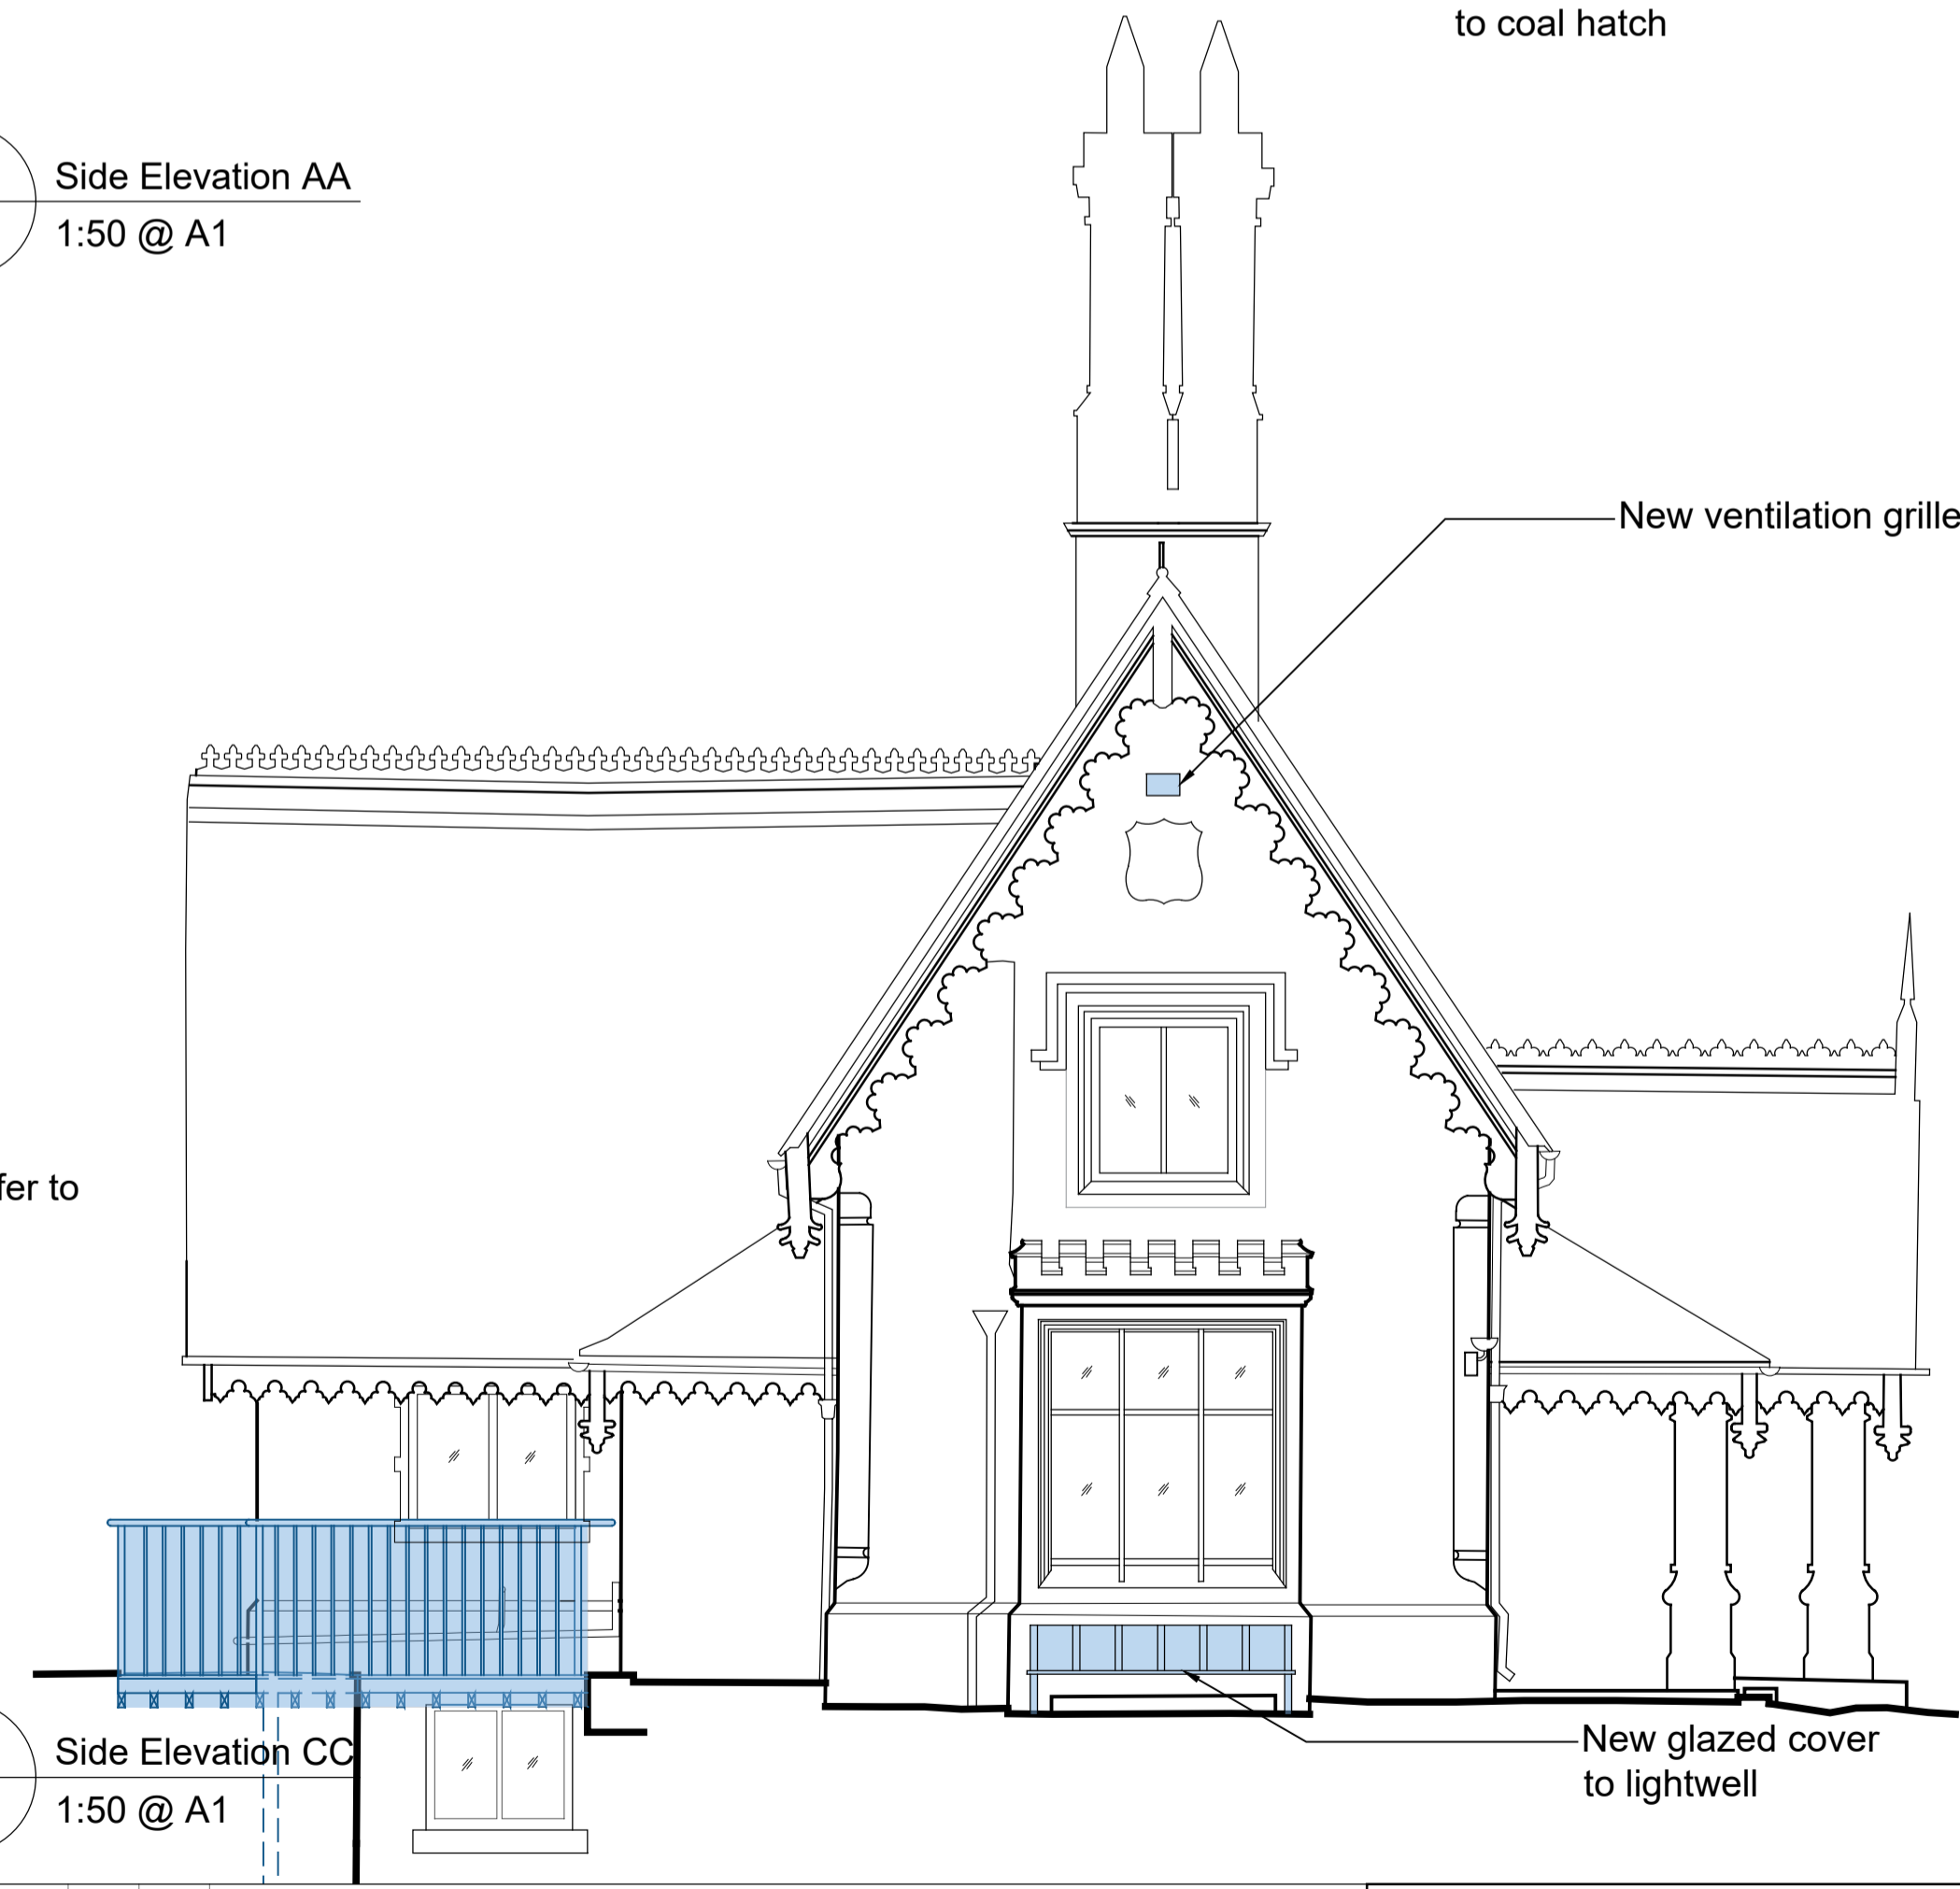 to coal hatch
Side Elevation AA
1:50 @ A1
New ventilation grille
fer to
Side Elevation CC
1:50 @ A1
New glazed cover
to lightwell